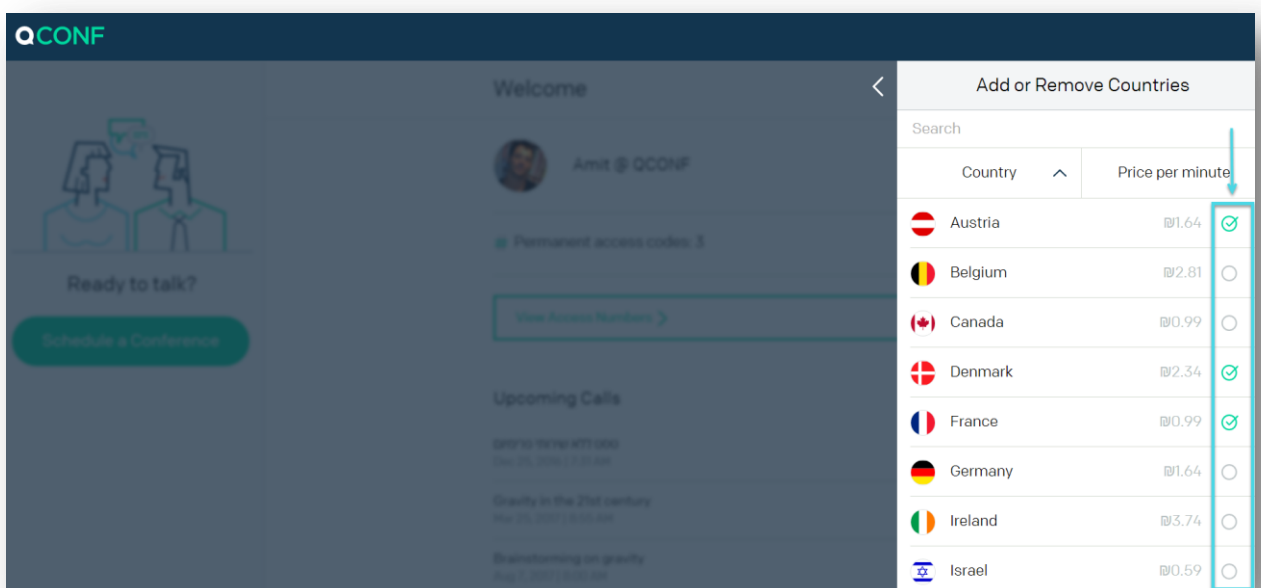 QCONF
Welcome
Add or Remove Countries
Search
Country
Price per minute
Amit @ QCONF
Austria ₪1.64
Permanent access codes: 3
Belgium ₪2.81
Ready to talk?
View Access Numbers
Canada ₪0.99
Schedule a Conference
Denmark ₪2.34
Upcoming Calls
France ₪0.99
Germany ₪1.64
Gravity in the 21st century
Ireland ₪3.74
Brainstorming on gravity
Israel ₪0.59